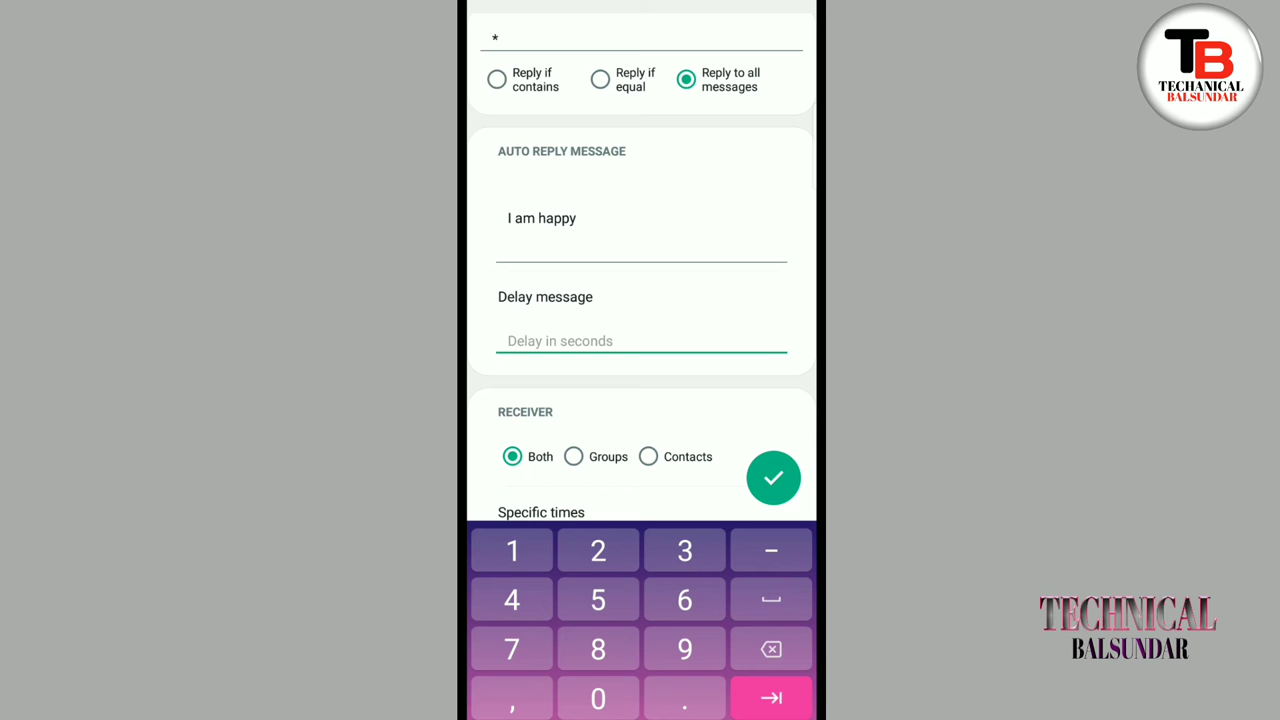 *
Reply if contains
Reply if equal
Reply to all messages
AUTO REPLY MESSAGE
I am happy
Delay message
Delay in seconds
RECEIVER
Both Groups Contacts
Specific times
1 2 3 -
4 5 6
7 8 9
, 0 .
TB
TECHANICAL
BALSUNDAR
TECHNICAL
BALSUNDAR